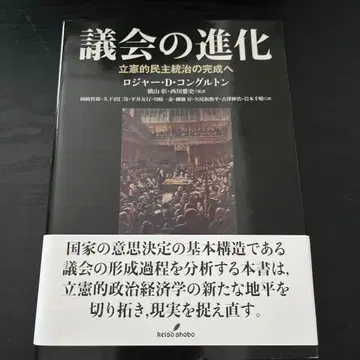 議会の進化
立憲的民主統治の完成へ
ロジャー・D・コングルトン
横山 彰・西川雅史 監訳
国家の意思決定の基本構造である
議会の形成過程を分析する本書は、
立憲的政治経済学の新たな地平を
切り拓き、現実を捉え直す。
keiso shobo